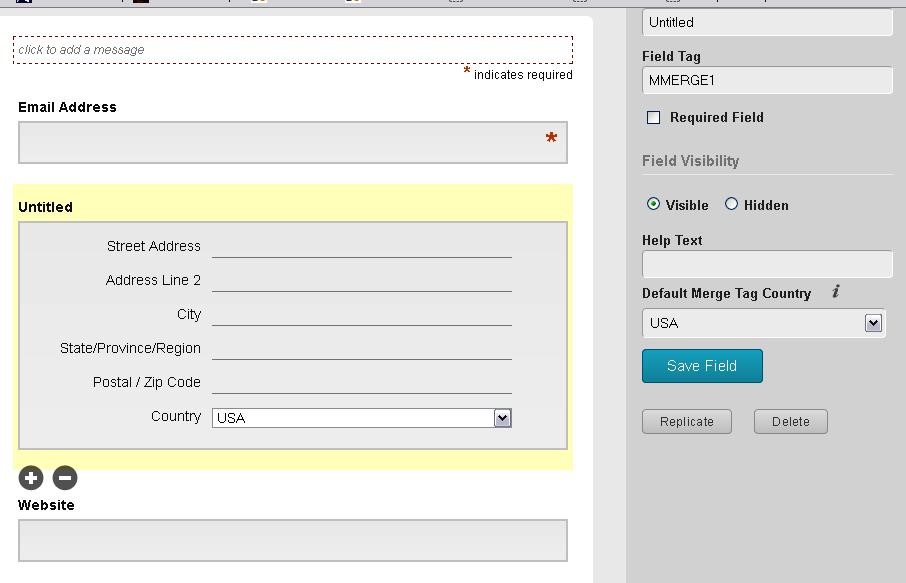 click to add a message
* indicates required
Email Address
*
Untitled
Street Address
Address Line 2
City
State/Province/Region
Postal / Zip Code
Country USA
Website
Untitled
Field Tag
MMERGE1
Required Field
Field Visibility
Visible Hidden
Help Text
Default Merge Tag Country i
USA
Save Field
Replicate Delete